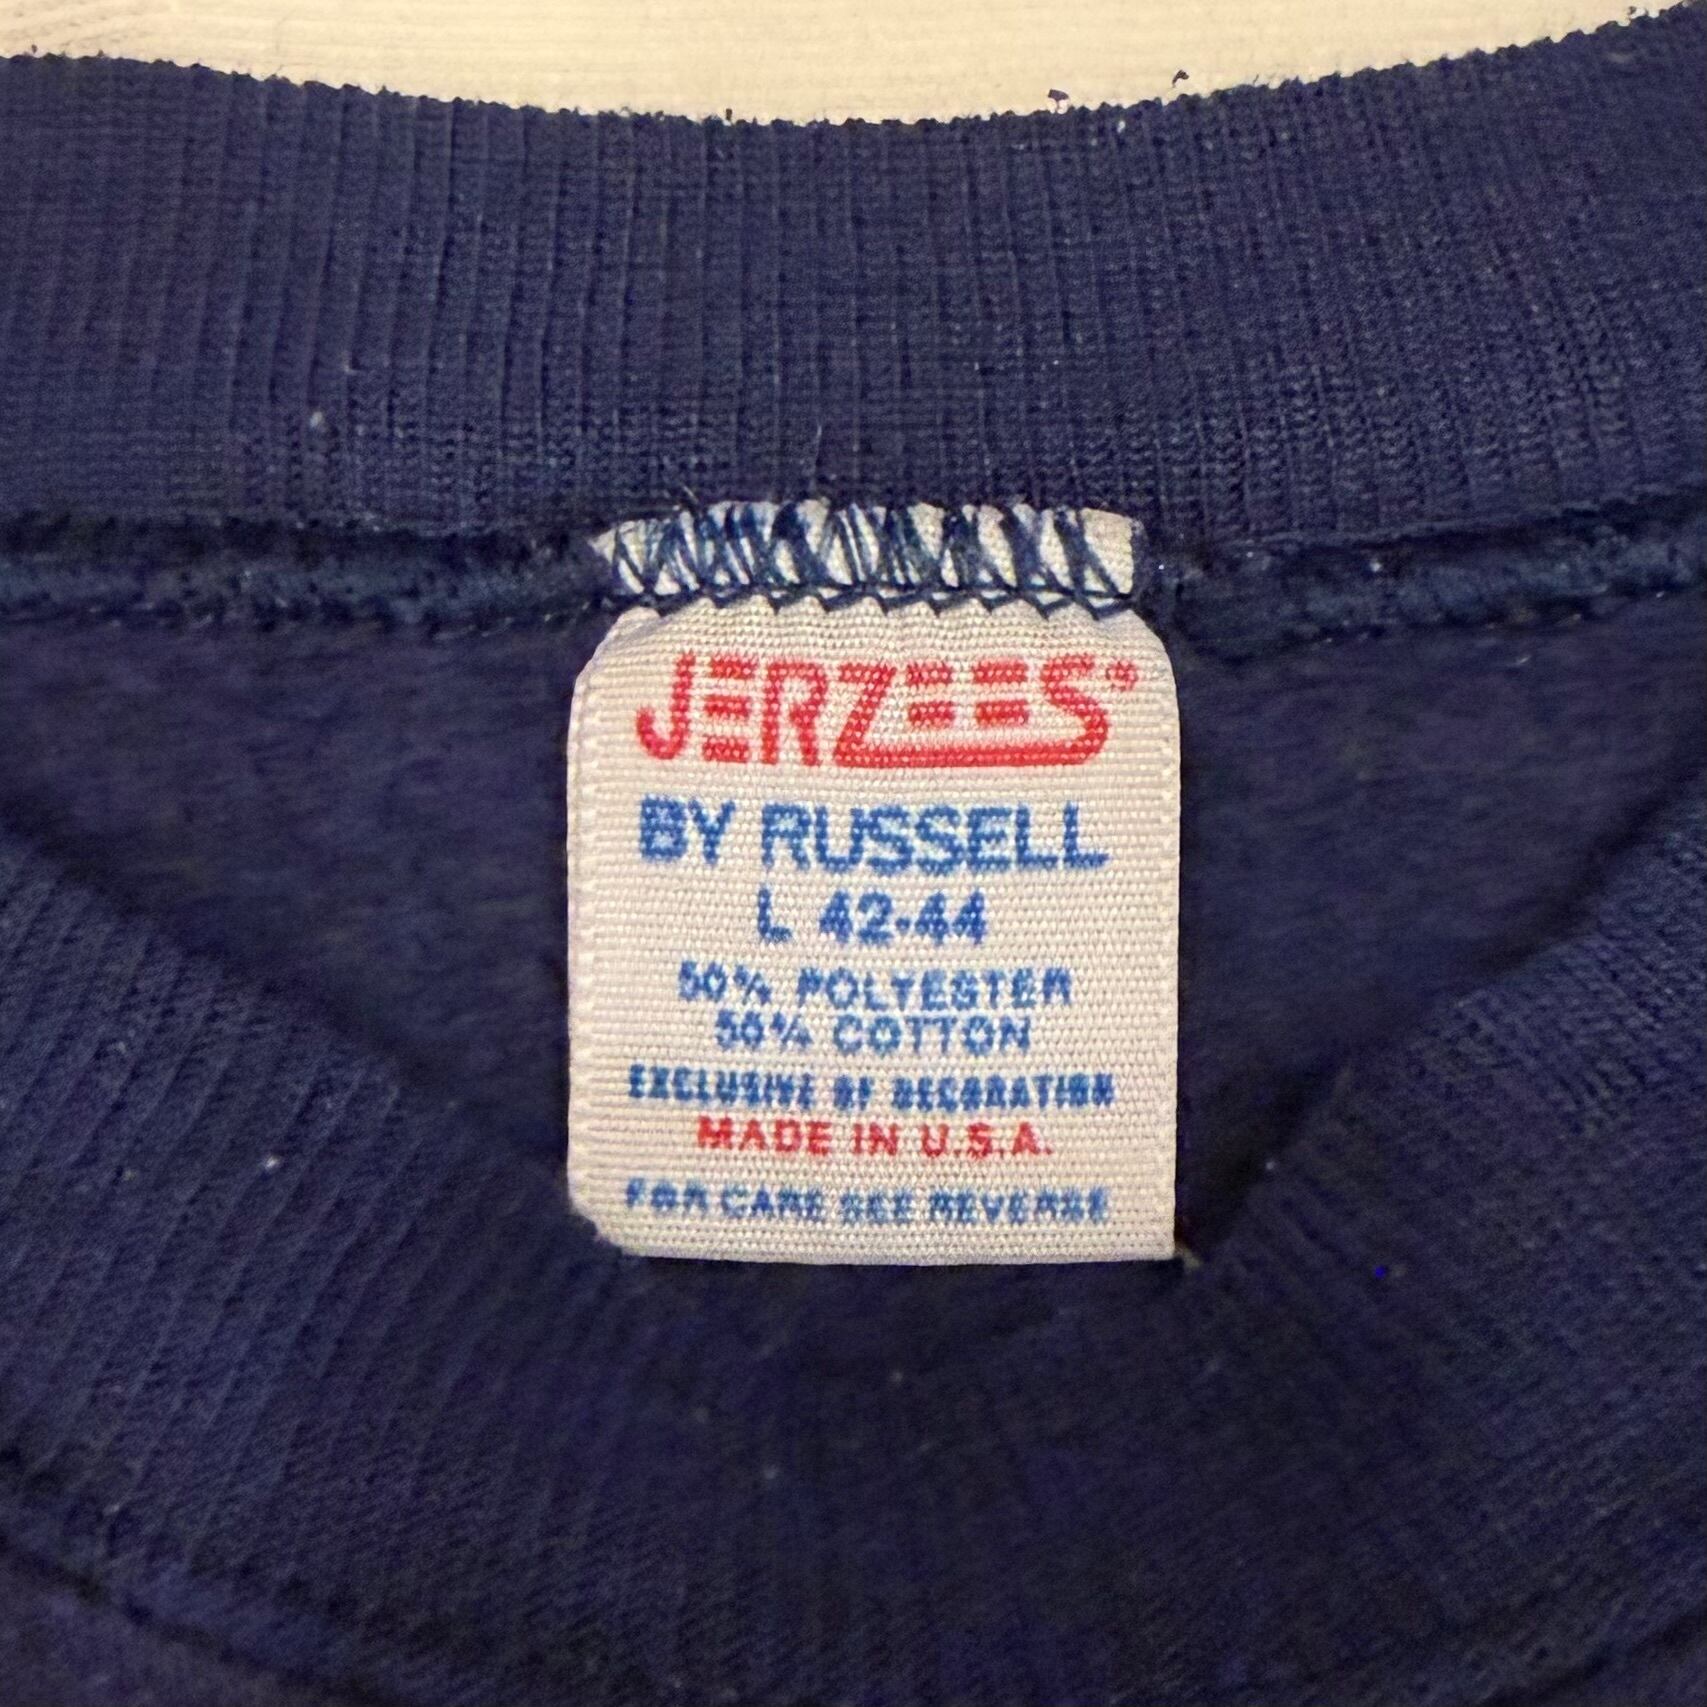 JERZEES®
BY RUSSELL
L 42-44
50% POLYESTER
50% COTTON
EXCLUSIVE OF DECORATION
MADE IN U.S.A.
FOR CARE SEE REVERSE